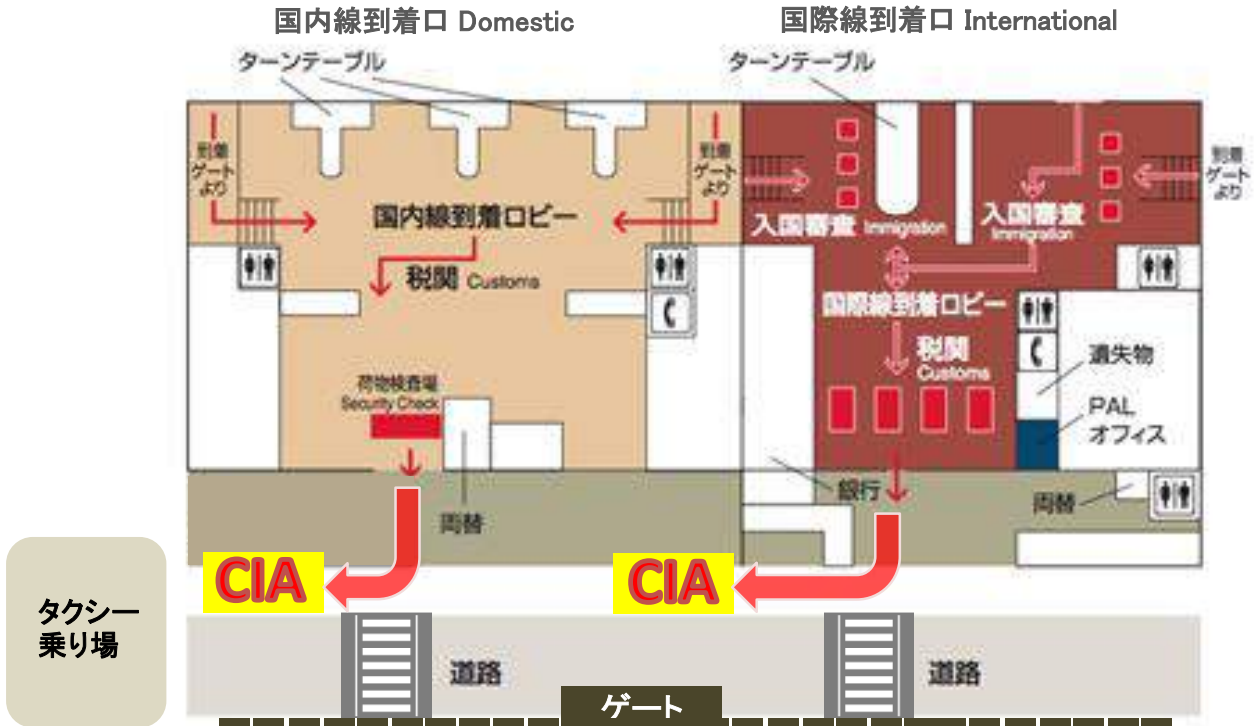 国内線到着口 Domestic
国際線到着口 International
ターンテーブル
ターンテーブル
到着
ゲート
より
到着
ゲート
より
到着
ゲート
より
国内線到着ロビー
入国審査 Immigration
入国審査
Immigration
税関 Customs
国際線到着ロビー
税関
Customs
荷物検査場
Security Check
遺失物
PAL
オフィス
銀行
両替
両替
CIA
CIA
タクシー
乗り場
道路
道路
ゲート